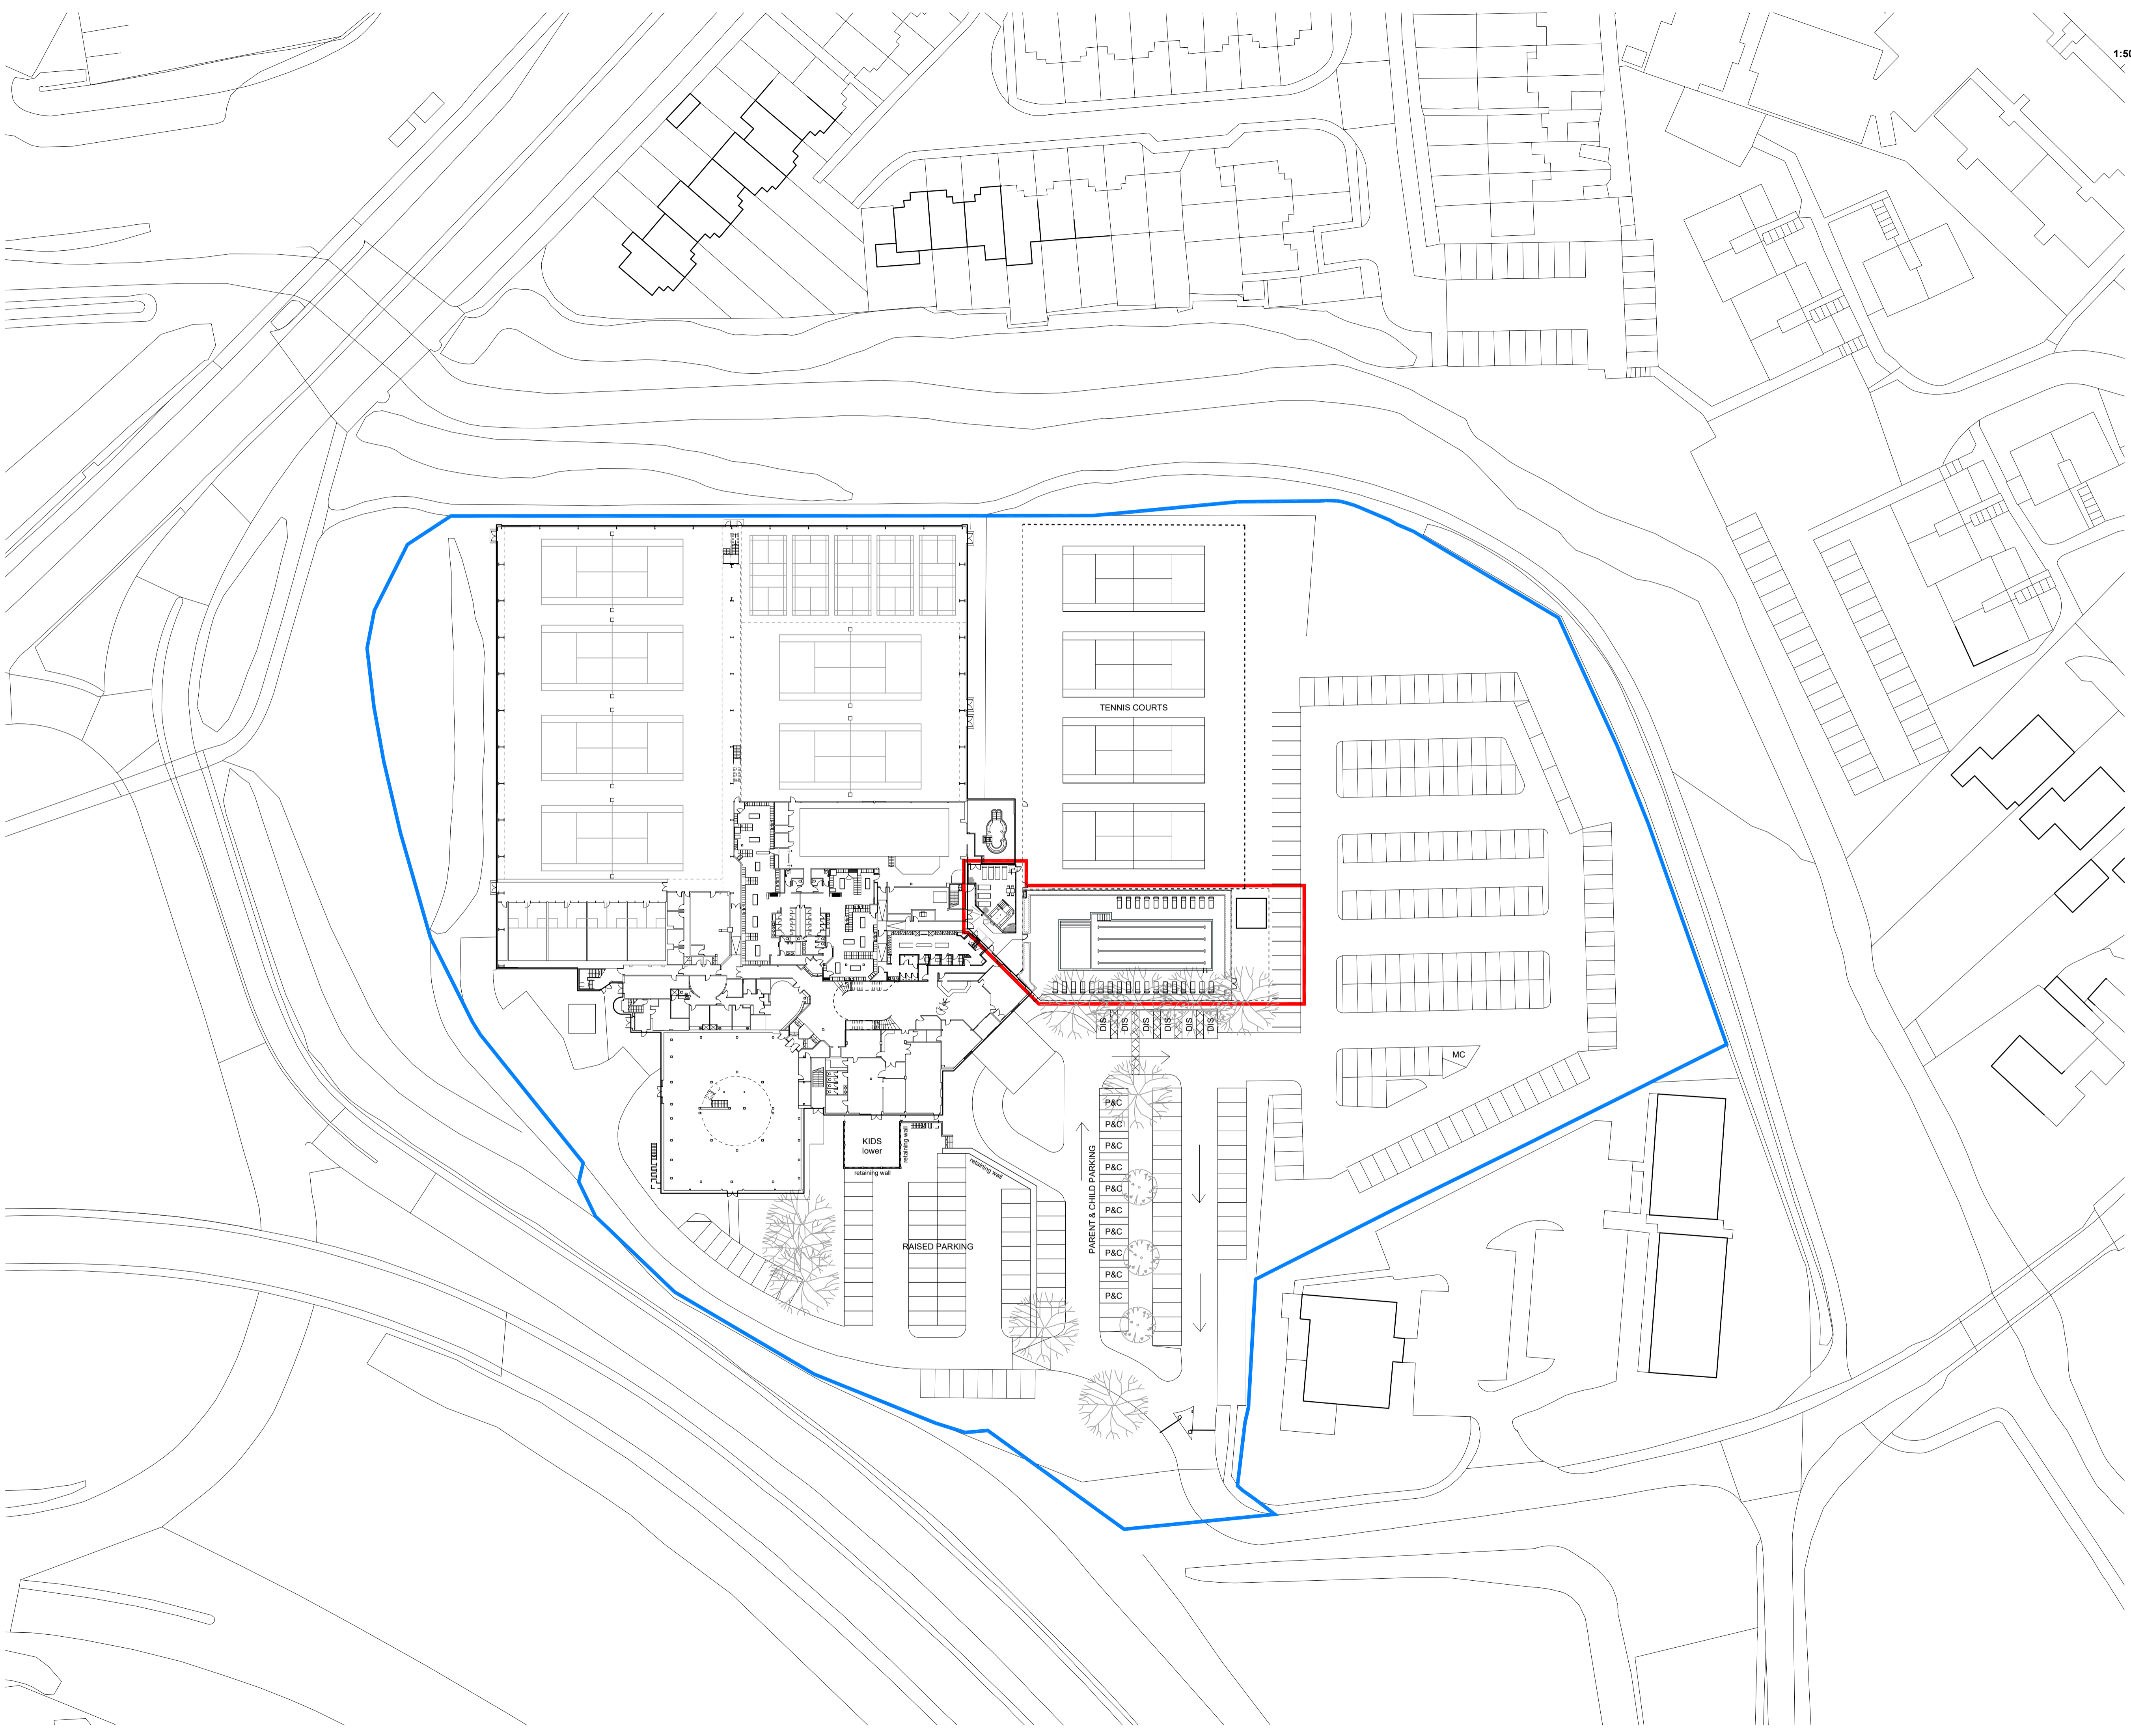 1:50
TENNIS COURTS
DIS
DIS
DIS
DIS
DIS
MC
P&C
P&C
P&C
P&C
P&C
P&C
P&C
P&C
P&C
P&C
PARENT & CHILD PARKING
KIDS
lower
retaining wall
retaining wall
retaining wall
RAISED PARKING